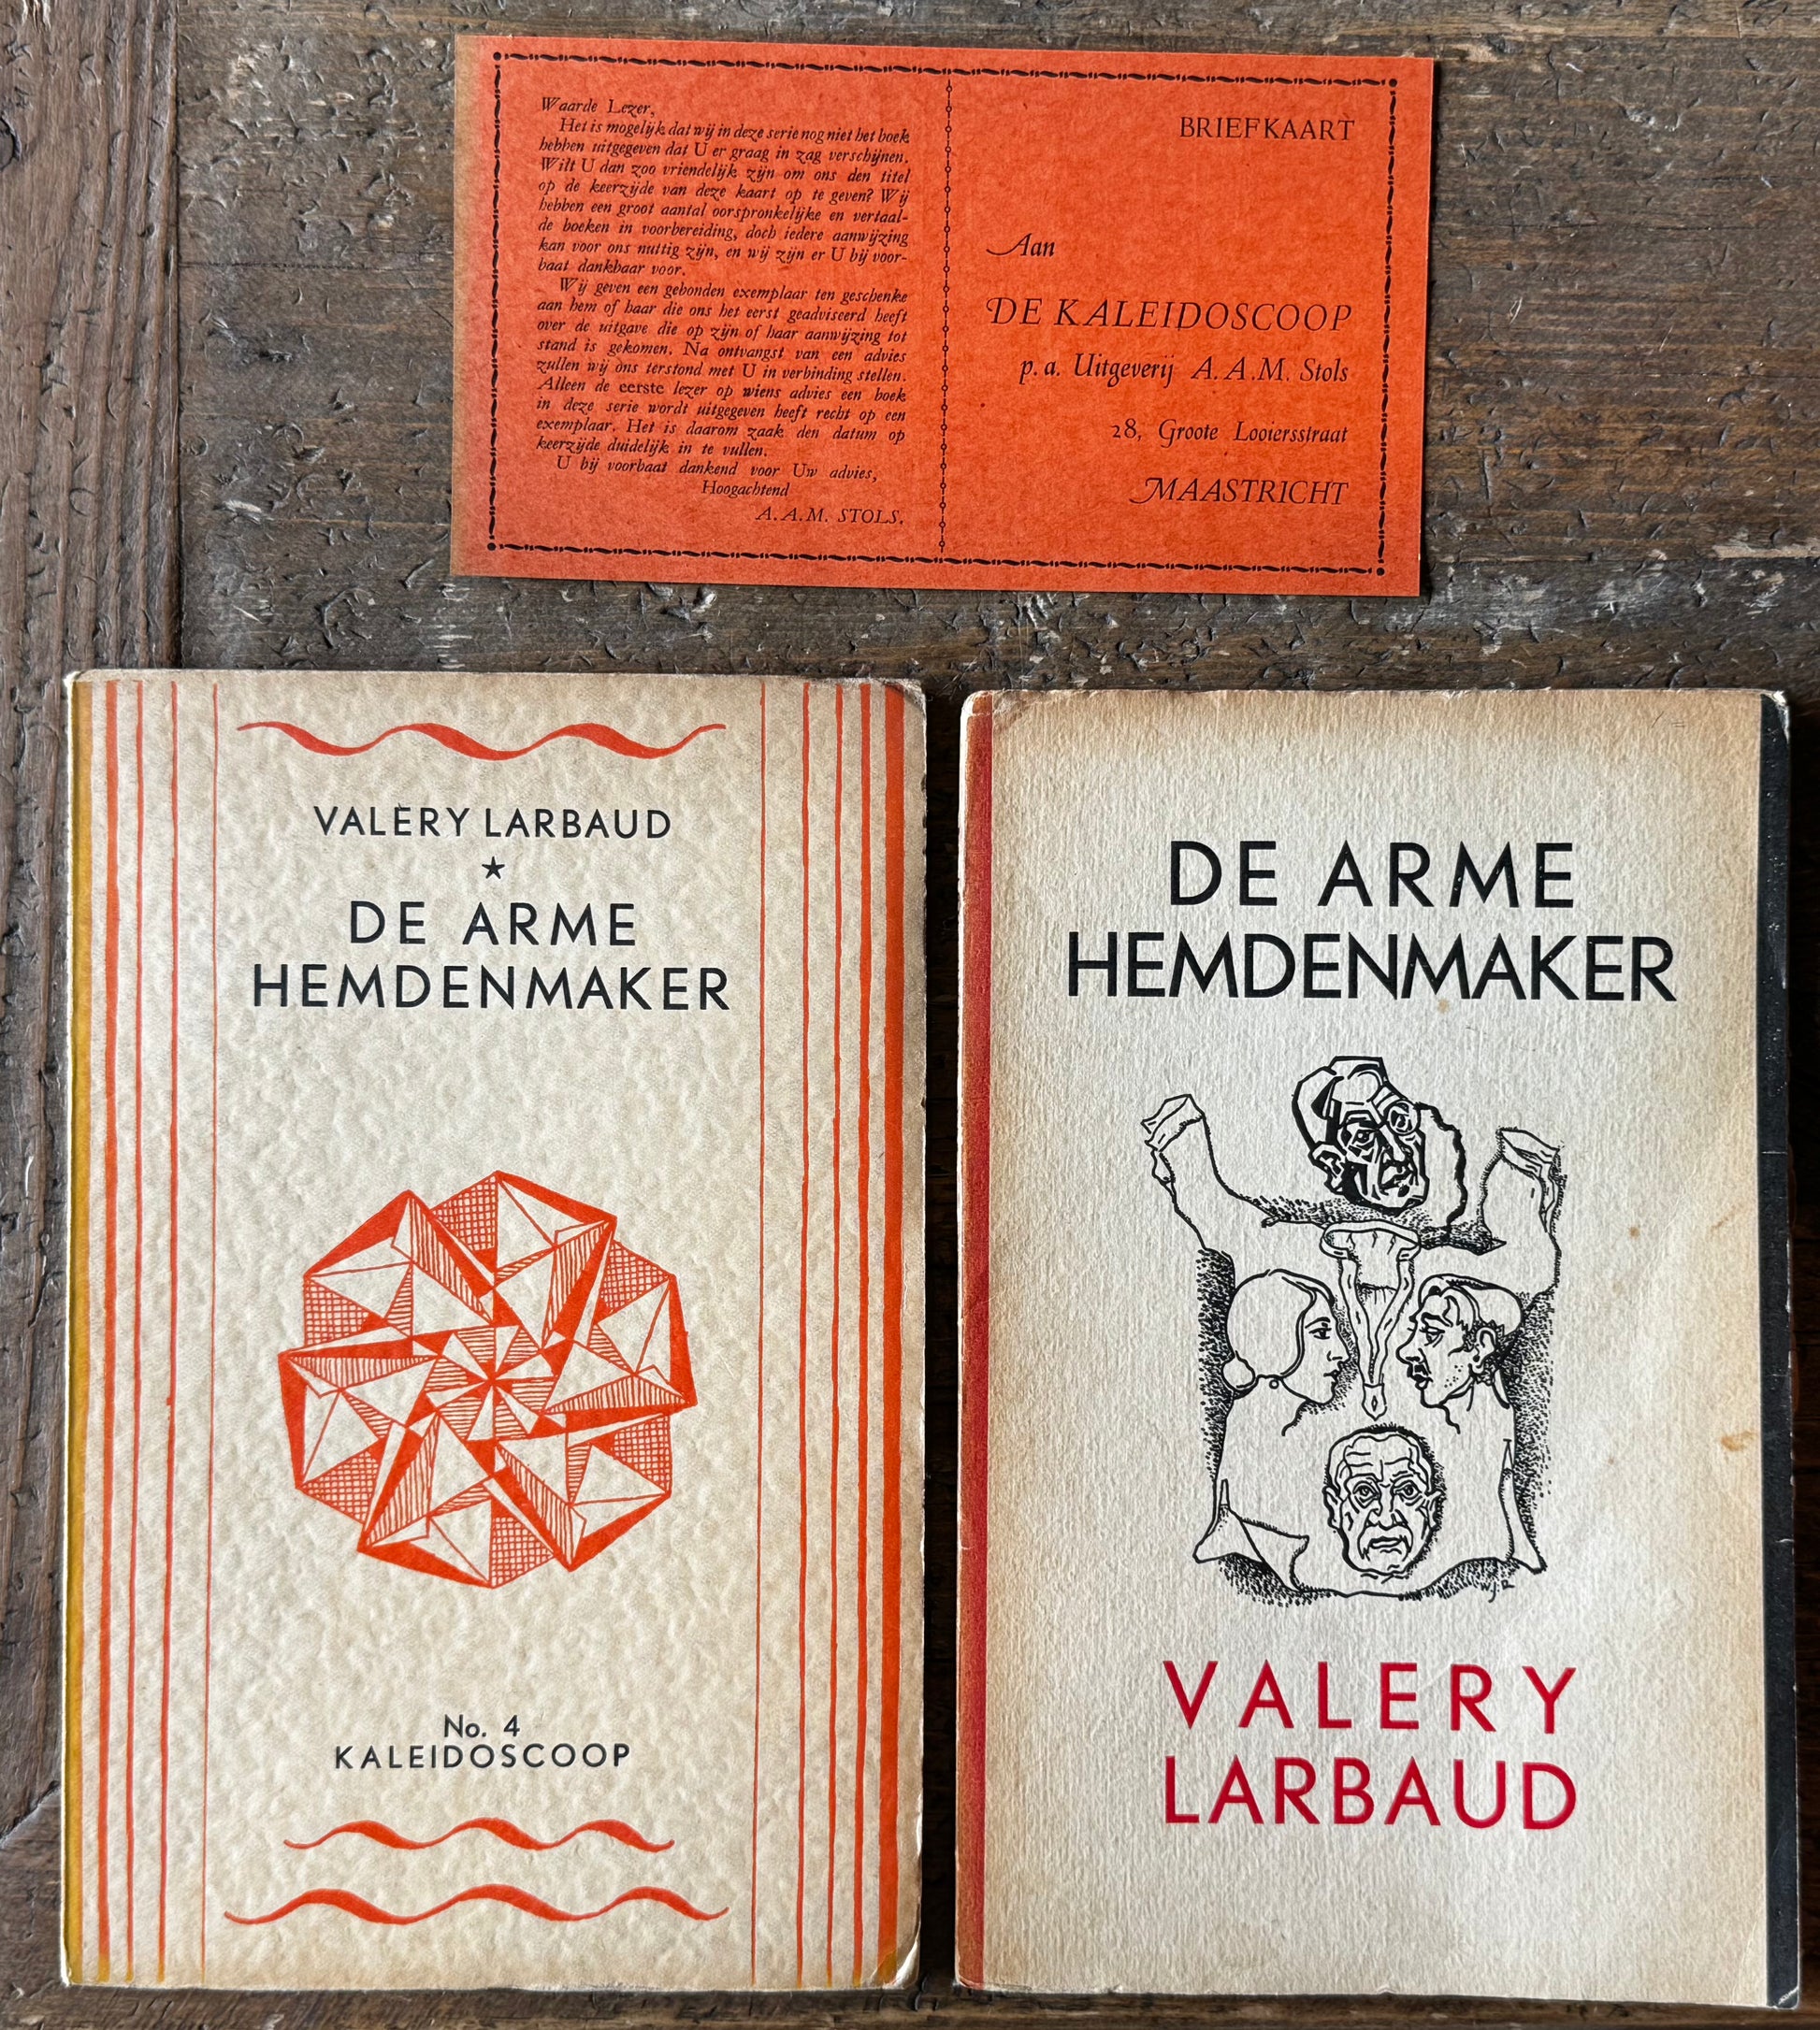 Waarde Lezer,
Het is mogelijk dat wij in deze serie nog niet het boek
hebben uitgegeven dat U er graag in zag verschijnen.
Wilt U dan zoo vriendelijk zijn om ons den titel
op de keerzijde van deze kaart op te geven? Wij
hebben een groot aantal oorspronkelijke en vertaal-
de boeken in voorbereiding, doch iedere aanwijzing
kan voor ons nuttig zijn, en wij zijn er U bij voor-
baat dankbaar voor.
Wij geven een gebonden exemplaar ten geschenke
aan hem of haar die ons het eerst geadviseerd heeft
over de uitgave die op zijn of haar aanwijzing tot
stand is gekomen. Na ontvangst van een advies
zullen wij ons terstond met U in verbinding stellen.
Alleen de eerste lezer op wiens advies een boek
in deze serie wordt uitgegeven heeft recht op een
exemplaar. Het is daarom zaak den datum op
keerzijde duidelijk in te vullen.
U bij voorbaat dankend voor Uw advies,
Hoogachtend
A.A.M. STOLS.
BRIEFKAART
Aan
DE KALEIDOSCOOP
p.a. Uitgeverij A.A.M. Stols
28, Groote Looiersstraat
MAASTRICHT
VALERY LARBAUD
★
DE ARME
HEMDENMAKER
No. 4
KALEIDOSCOOP
DE ARME
HEMDENMAKER
W.J.R
VALERY
LARBAUD